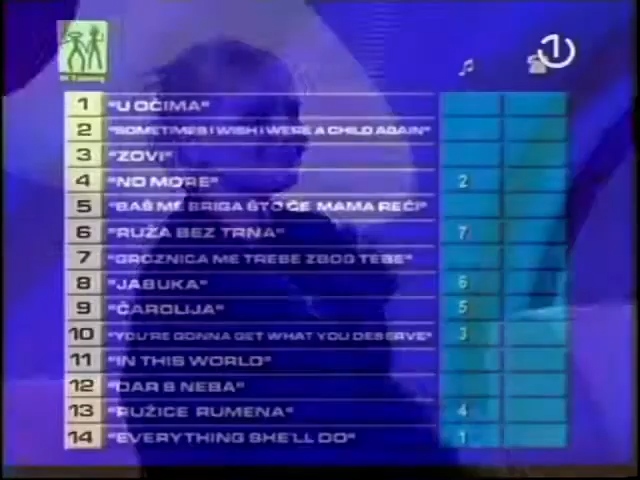 1
1 "U OČIMA"
2 "SOMETIMES I WISH I WERE A CHILD AGAIN"
3 "ZOVI"
4 "NO MORE" 2
5 "BAŠ ME BRIGA ŠTO ĆE MAMA REĆI"
6 "RUŽA BEZ TRNA" 7
7 "GROZNICA ME TREBE ZBOG TEBE"
8 "JABUKA" 6
9 "ČAROLIJA" 5
10 "YOU'RE GONNA GET WHAT YOU DESERVE" 3
11 "IN THIS WORLD"
12 "DAR S NEBA"
13 "RUŽICE RUMENA" 4
14 "EVERYTHING SHE'LL DO" 1